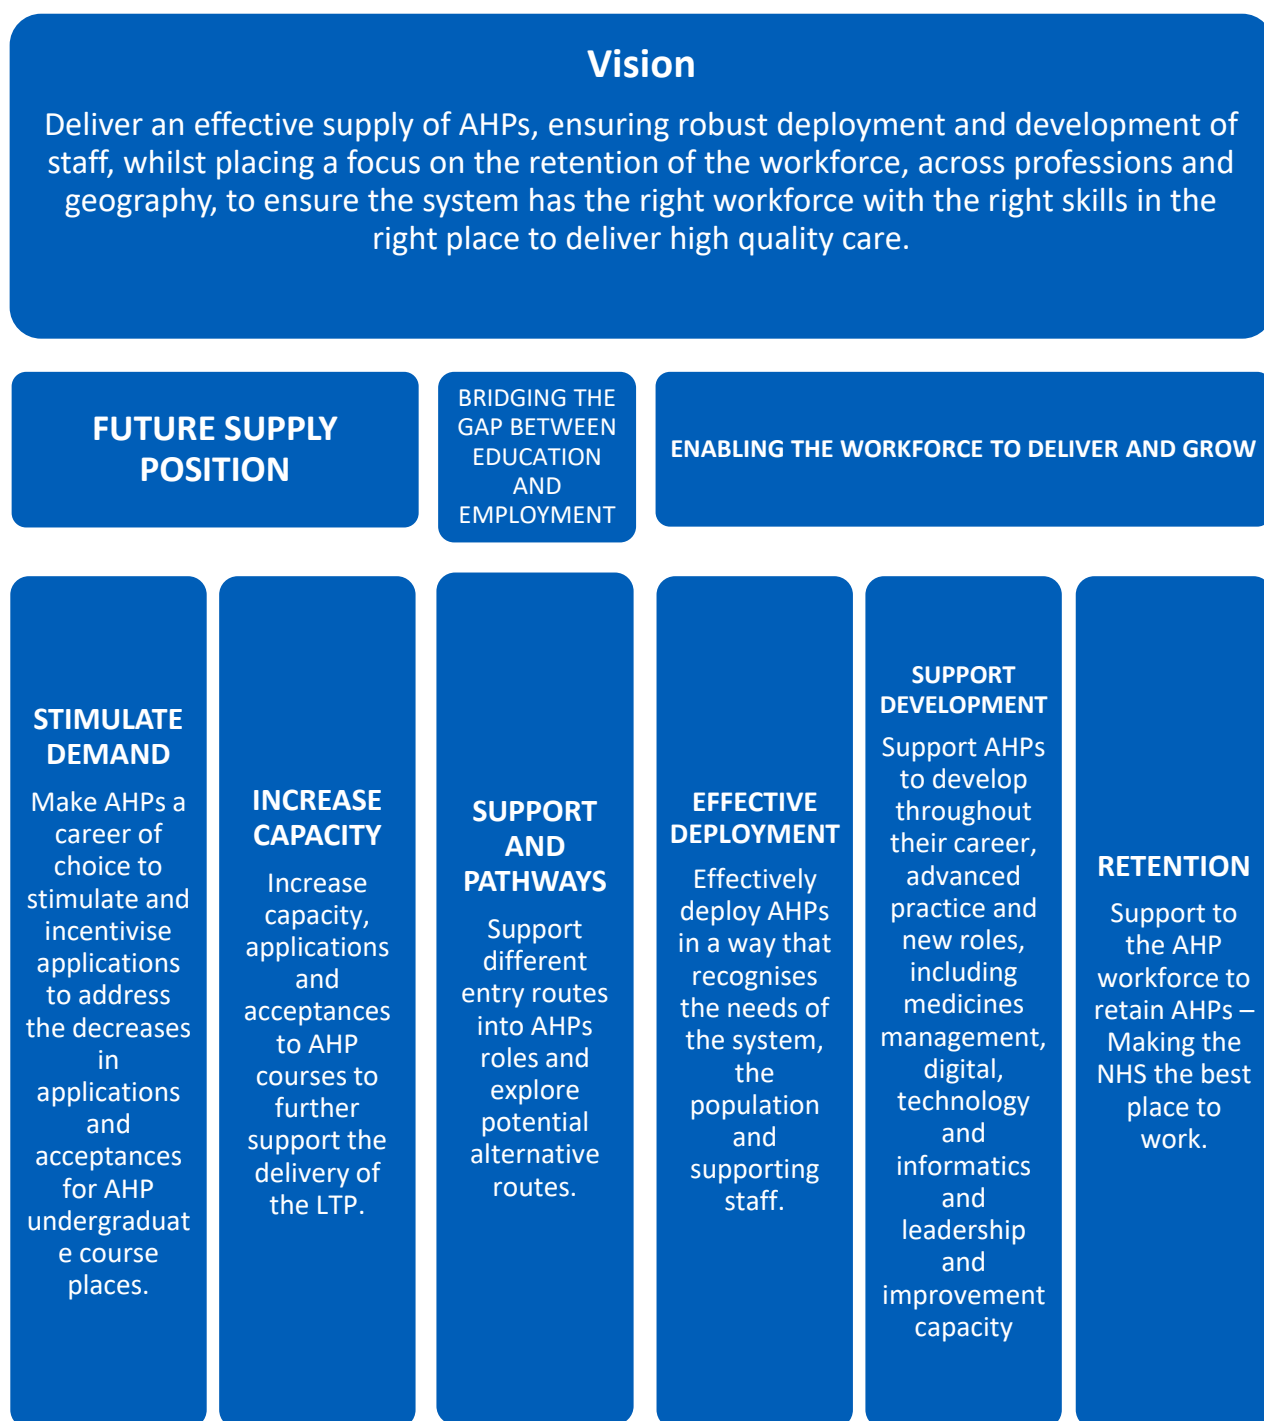 Vision
Deliver an effective supply of AHPs, ensuring robust deployment and development of
staff, whilst placing a focus on the retention of the workforce, across professions and
geography, to ensure the system has the right workforce with the right skills in the
right place to deliver high quality care.
FUTURE SUPPLY
POSITION
BRIDGING THE
GAP BETWEEN
EDUCATION
AND
EMPLOYMENT
ENABLING THE WORKFORCE TO DELIVER AND GROW
STIMULATE
DEMAND
Make AHPs a
career of
choice to
stimulate and
incentivise
applications
to address
the decreases
in
applications
and
acceptances
for AHP
undergraduat
e course
places.
INCREASE
CAPACITY
Increase
capacity,
applications
and
acceptances
to AHP
courses to
further
support the
delivery of
the LTP.
SUPPORT
AND
PATHWAYS
Support
different
entry routes
into AHPs
roles and
explore
potential
alternative
routes.
EFFECTIVE
DEPLOYMENT
Effectively
deploy AHPs
in a way that
recognises
the needs of
the system,
the
population
and
supporting
staff.
SUPPORT
DEVELOPMENT
Support AHPs
to develop
throughout
their career,
advanced
practice and
new roles,
including
medicines
management,
digital,
technology
and
informatics
and
leadership
and
improvement
capacity
RETENTION
Support to
the AHP
workforce to
retain AHPs –
Making the
NHS the best
place to
work.